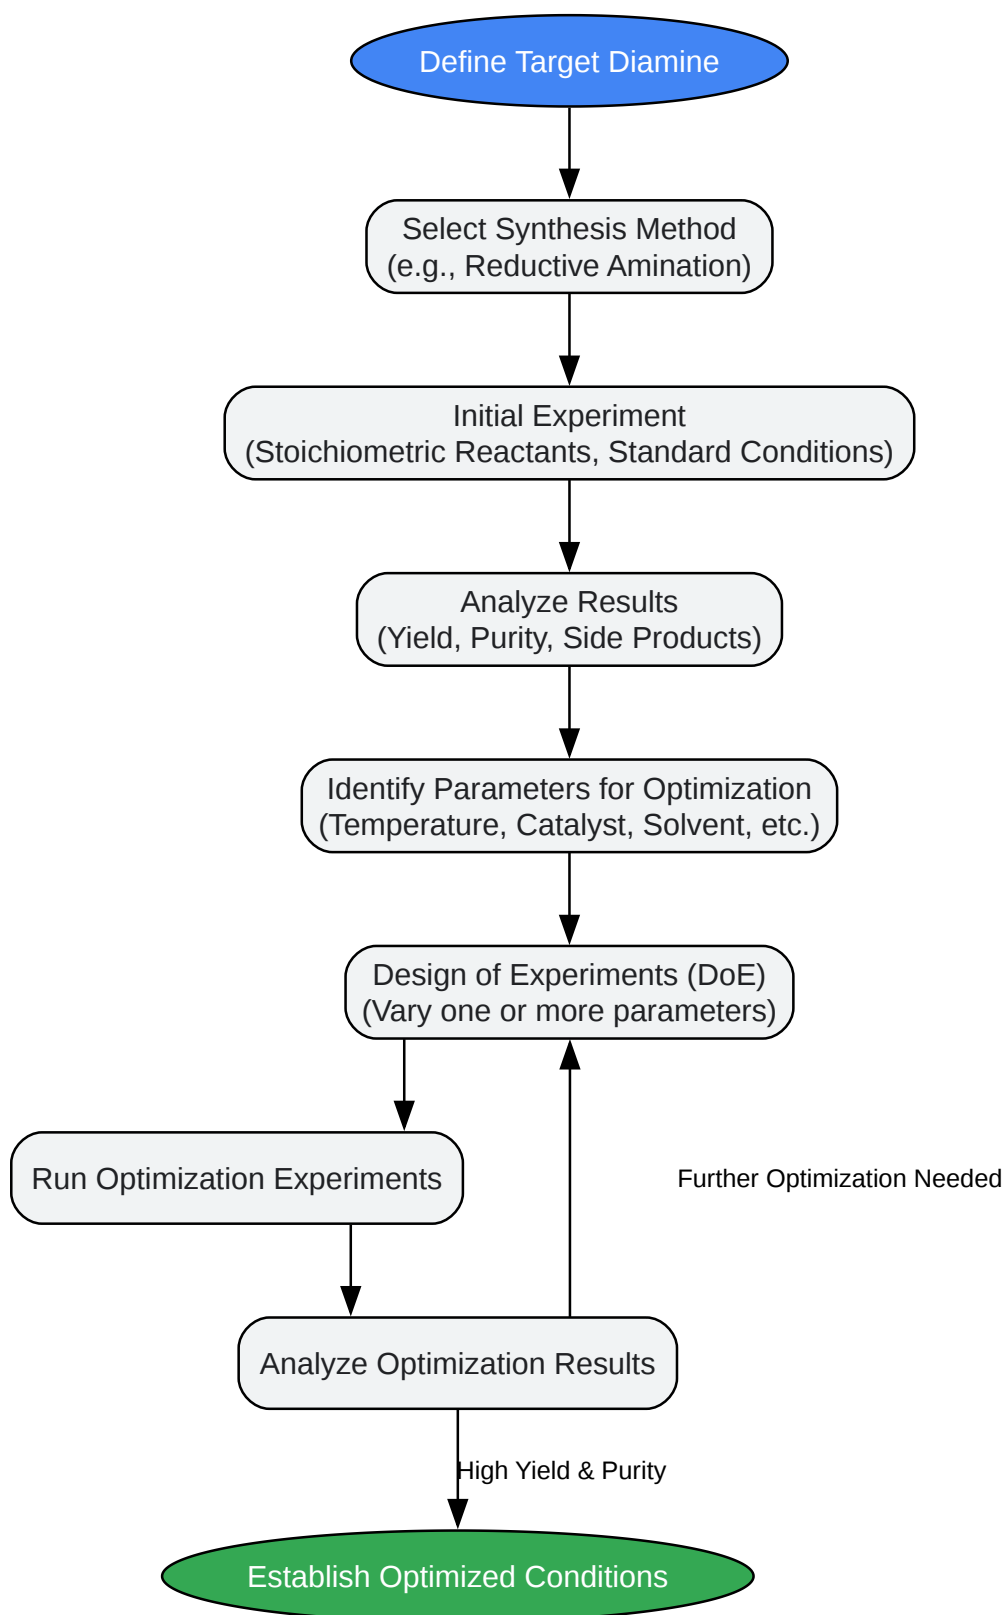 Define Target Diamine
Select Synthesis Method
(e.g., Reductive Amination)
Initial Experiment
(Stoichiometric Reactants, Standard Conditions)
Analyze Results
(Yield, Purity, Side Products)
Identify Parameters for Optimization
(Temperature, Catalyst, Solvent, etc.)
Design of Experiments (DoE)
(Vary one or more parameters)
Run Optimization Experiments
Further Optimization Needed
Analyze Optimization Results
High Yield & Purity
Establish Optimized Conditions